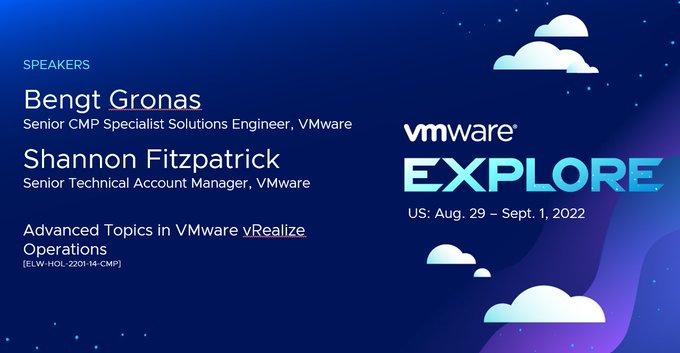 SPEAKERS
Bengt Gronas
Senior CMP Specialist Solutions Engineer, VMware
Shannon Fitzpatrick
Senior Technical Account Manager, VMware
Advanced Topics in VMware vRealize
Operations
[ELW-HOL-2201-14-CMP]
vmware®
EXPLORE
US: Aug. 29 – Sept. 1, 2022